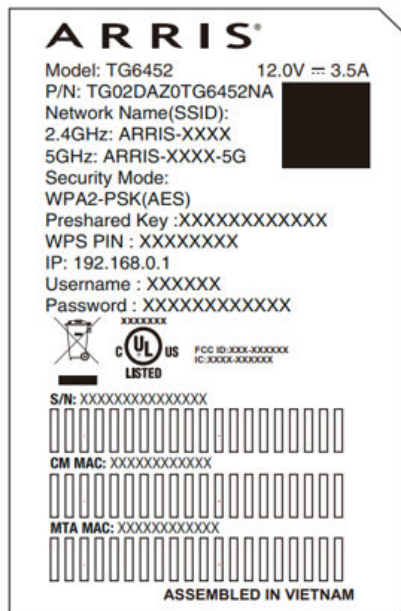 ARRIS®
Model: TG6452 12.0V ⎓ 3.5A
P/N: TG02DAZ0TG6452NA
Network Name(SSID):
2.4GHz: ARRIS-XXXX
5GHz: ARRIS-XXXX-5G
Security Mode:
WPA2-PSK(AES)
Preshared Key :XXXXXXXXXXXX
WPS PIN : XXXXXXXX
IP: 192.168.0.1
Username : XXXXXX
Password : XXXXXXXXXXXX
XXXXXXX
C UL US
LISTED
FCC ID:XXX-XXXXXX
IC:XXXX-XXXXXX
S/N: XXXXXXXXXXXXXXX
CM MAC: XXXXXXXXXXXX
MTA MAC: XXXXXXXXXXXX
ASSEMBLED IN VIETNAM